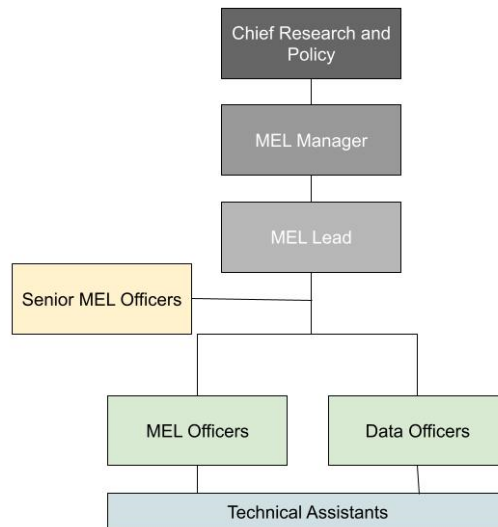 Chief Research and
Policy
MEL Manager
MEL Lead
Senior MEL Officers
MEL Officers
Data Officers
Technical Assistants